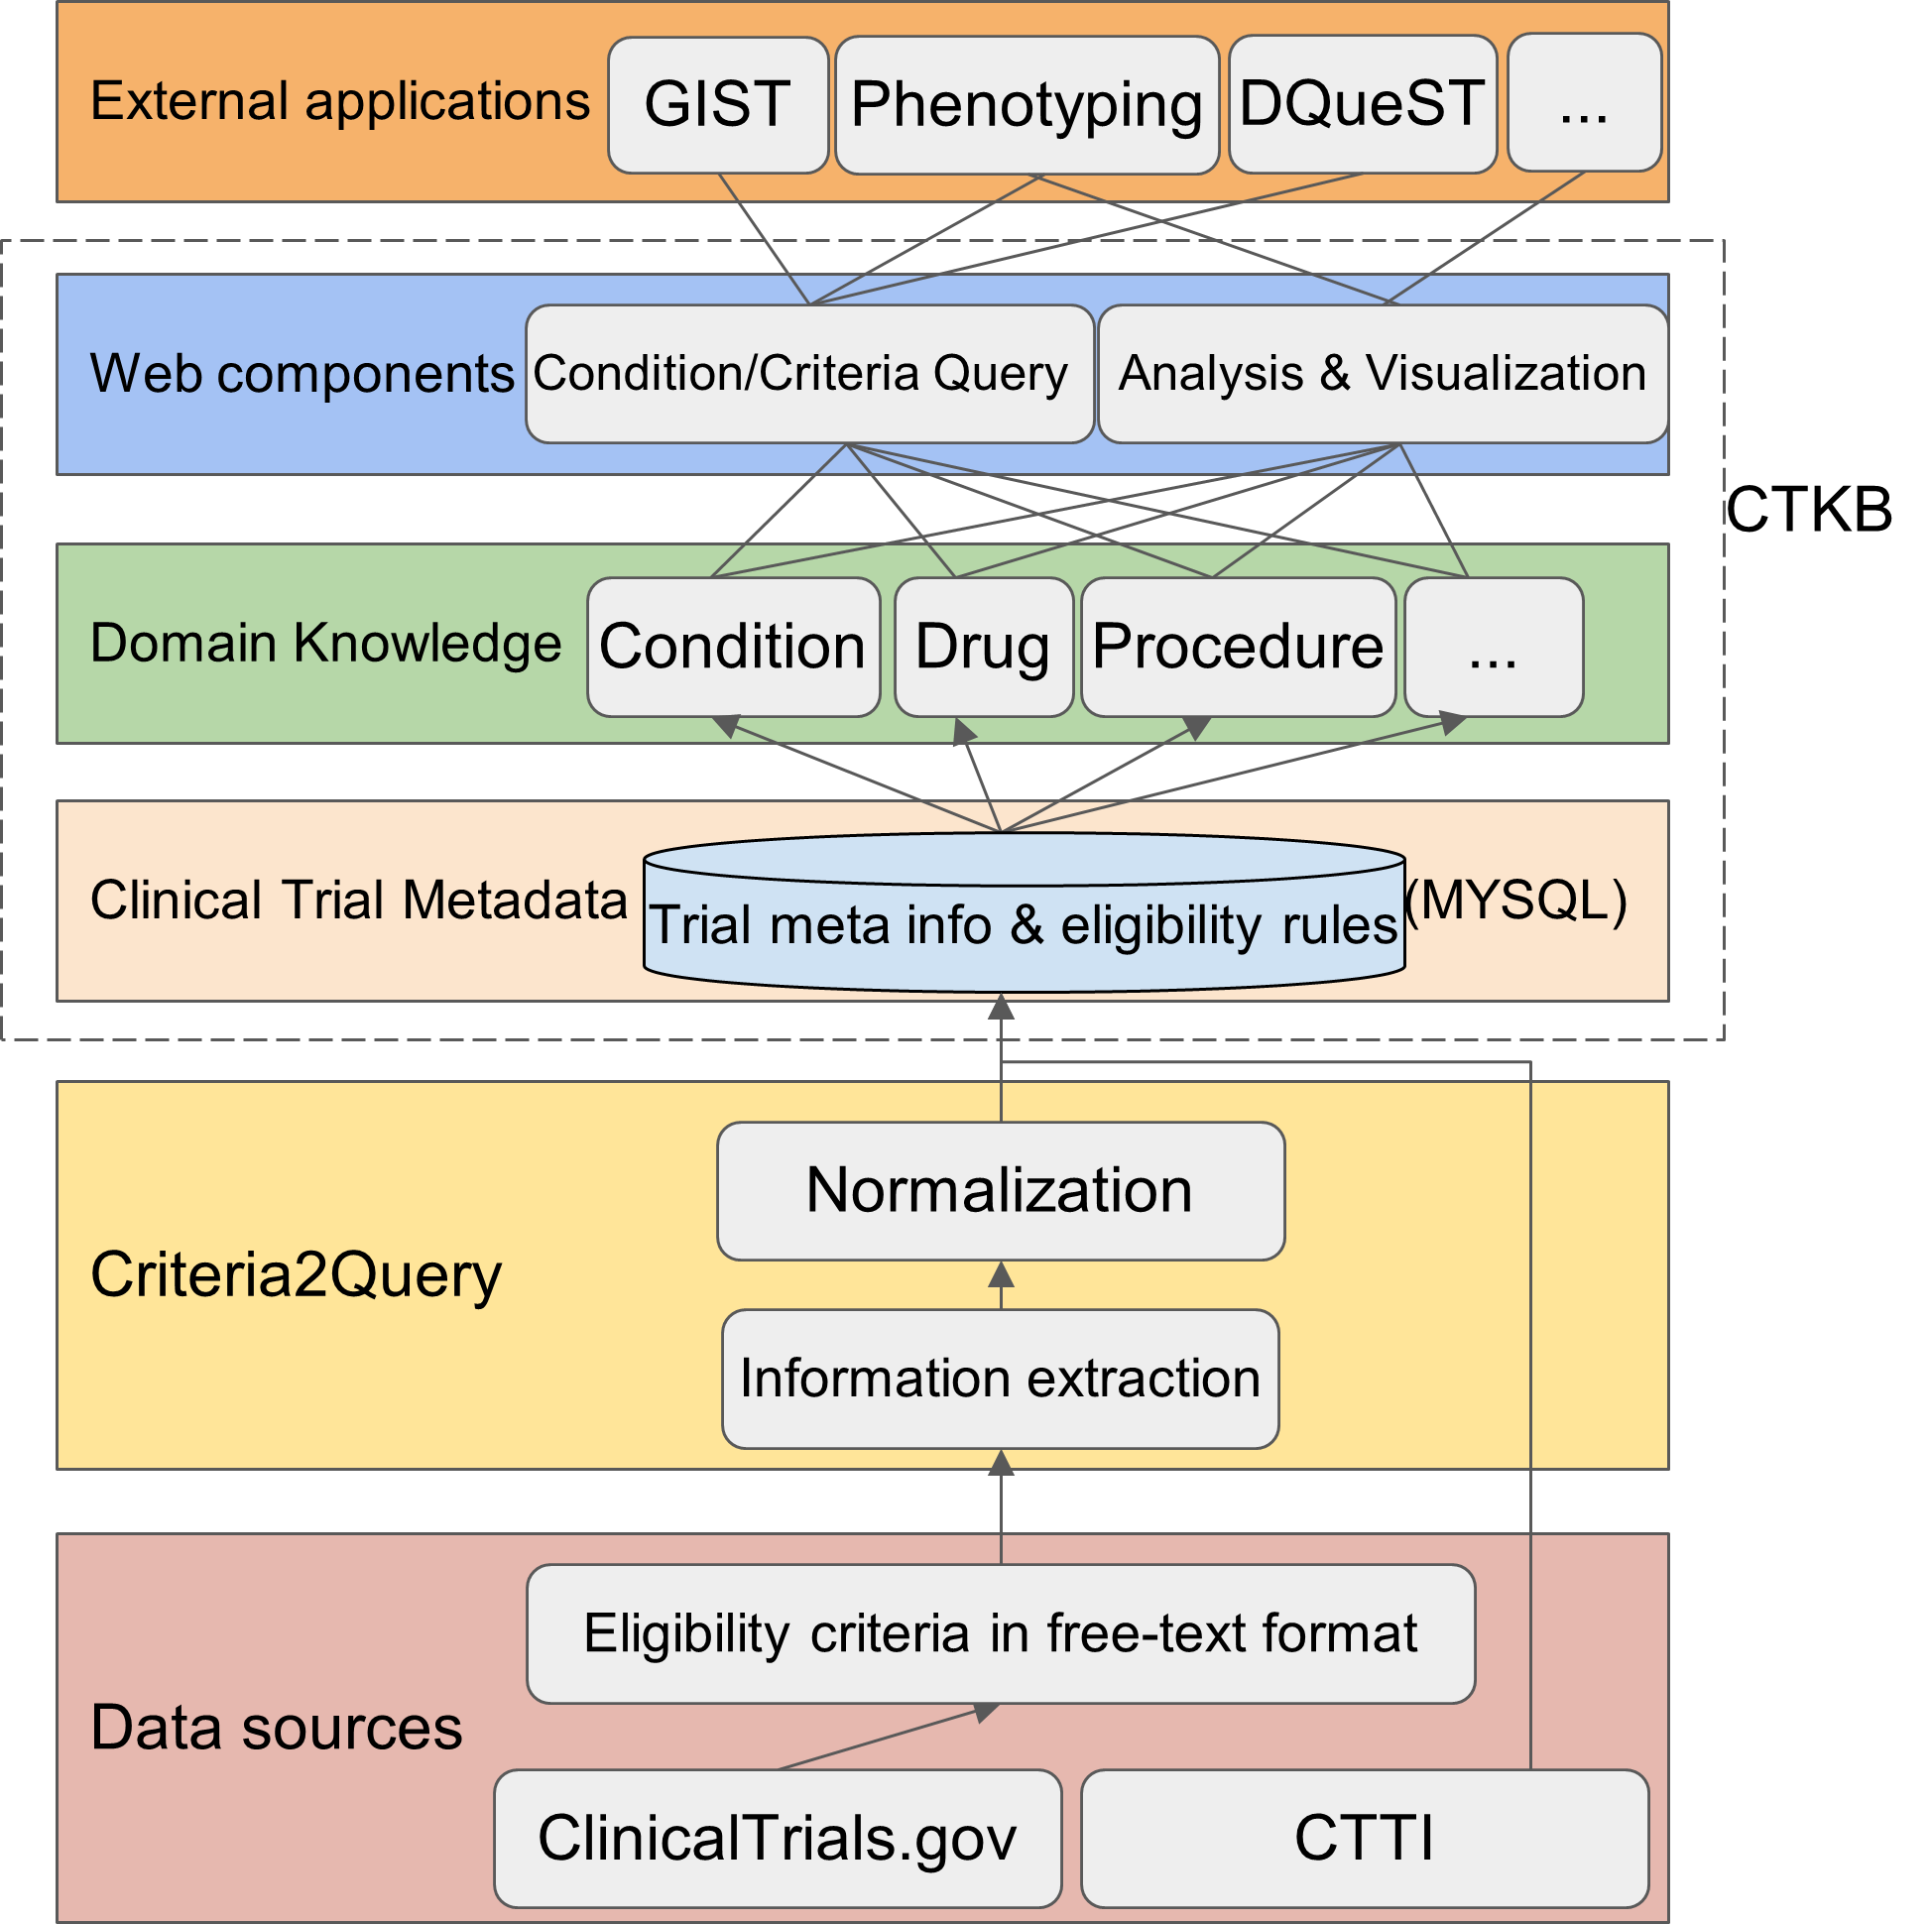 External applications
GIST
Phenotyping
DQueST
...
Web components
Condition/Criteria Query
Analysis & Visualization
CTKB
Domain Knowledge
Condition
Drug
Procedure
...
Clinical Trial Metadata
Trial meta info & eligibility rules
(MYSQL)
Normalization
Criteria2Query
Information extraction
Eligibility criteria in free-text format
Data sources
ClinicalTrials.gov
CTTI